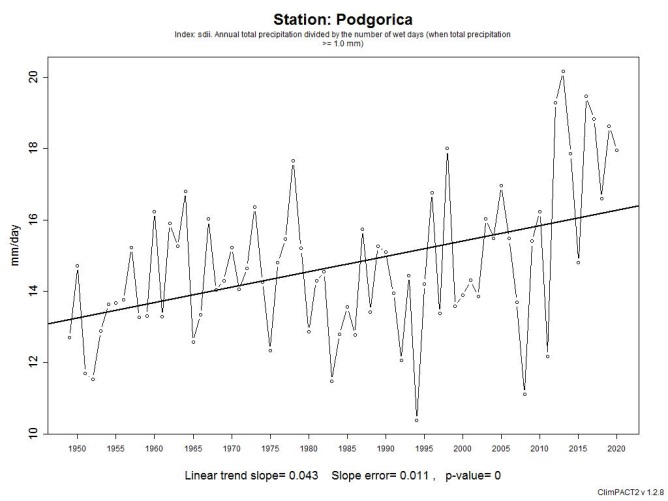 Station: Podgorica
Index: sdii. Annual total precipitation divided by the number of wet days (when total precipitation
>= 1.0 mm)
mm/day
20
18
16
14
12
10
1950 1955 1960 1965 1970 1975 1980 1985 1990 1995 2000 2005 2010 2015 2020
Linear trend slope= 0.043 Slope error= 0.011 , p-value= 0
ClimPACT2 v 1.2.8